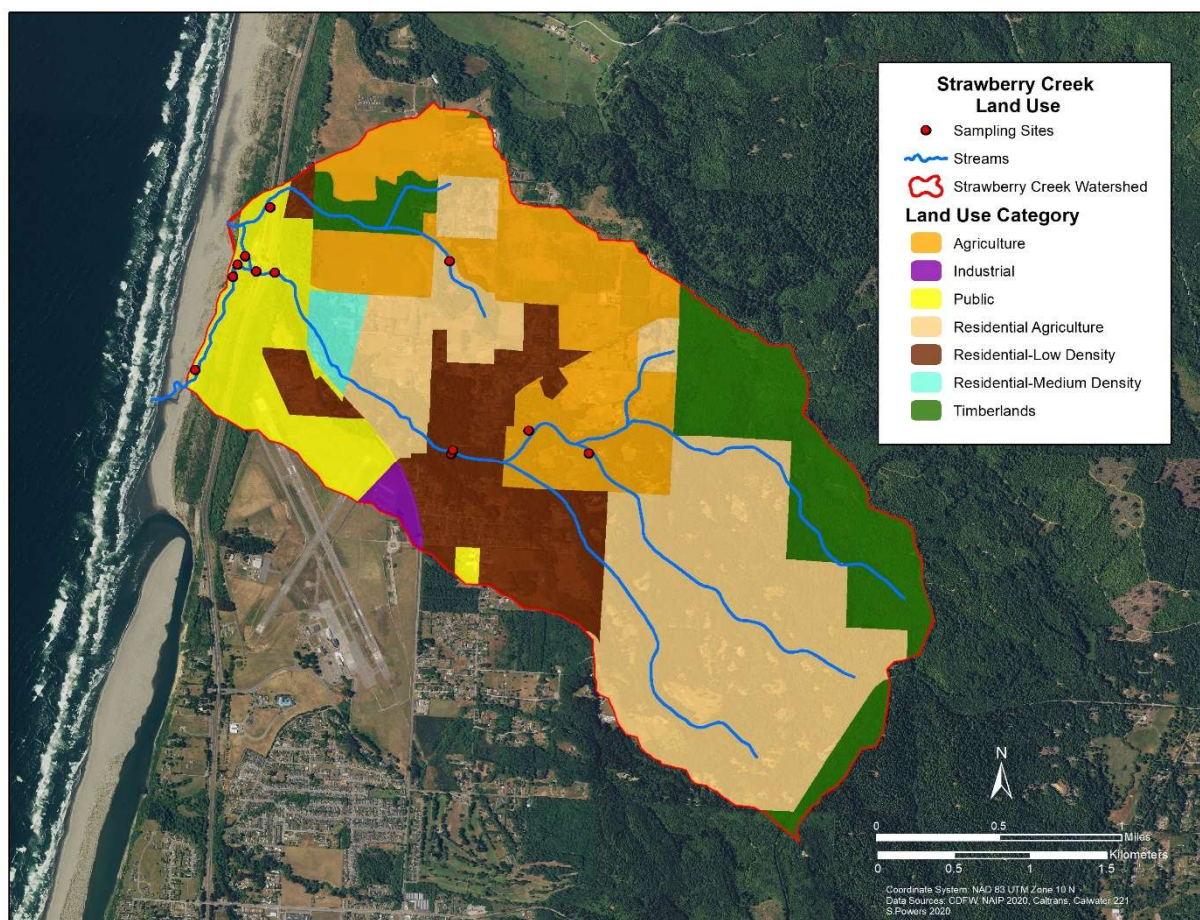 Strawberry Creek
Land Use
Sampling Sites
Streams
Strawberry Creek Watershed
Land Use Category
Agriculture
Industrial
Public
Residential Agriculture
Residential-Low Density
Residential-Medium Density
Timberlands
N
0 0.5 1
Miles
Kilometers
0 0.5 1 1.5
Coordinate System: NAD 83 UTM Zone 10 N
Data Sources: CDFW, NAIP 2020, Caltrans, Calwater 221
S.Powers 2020